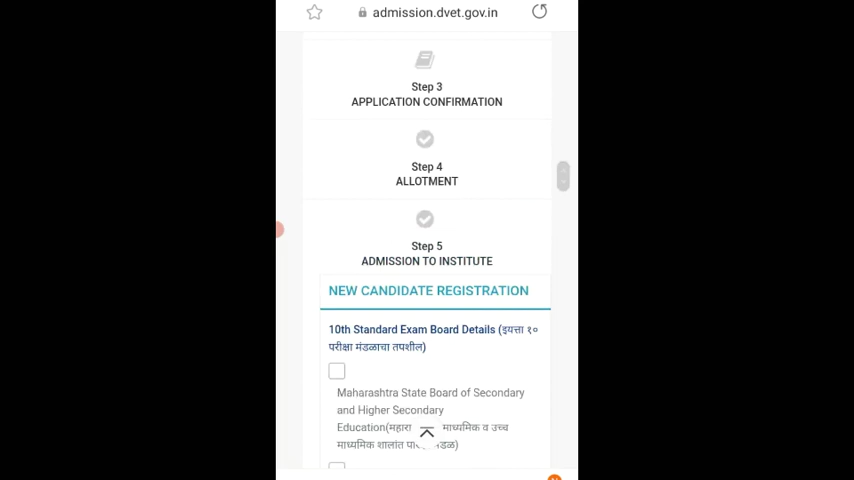 admission.dvet.gov.in
Step 3
APPLICATION CONFIRMATION
Step 4
ALLOTMENT
Step 5
ADMISSION TO INSTITUTE
NEW CANDIDATE REGISTRATION
10th Standard Exam Board Details (इयत्ता १०
परीक्षा मंडळाचा तपशील)
Maharashtra State Board of Secondary
and Higher Secondary
Education( माध्यमिक व उच्च
माध्यमिक शालांत